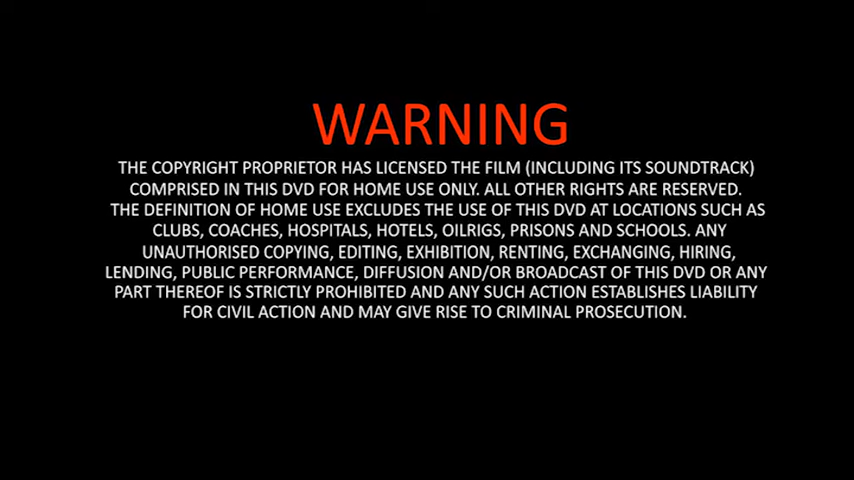 WARNING
THE COPYRIGHT PROPRIETOR HAS LICENSED THE FILM (INCLUDING ITS SOUNDTRACK)
COMPRISED IN THIS DVD FOR HOME USE ONLY. ALL OTHER RIGHTS ARE RESERVED.
THE DEFINITION OF HOME USE EXCLUDES THE USE OF THIS DVD AT LOCATIONS SUCH AS
CLUBS, COACHES, HOSPITALS, HOTELS, OILRIGS, PRISONS AND SCHOOLS. ANY
UNAUTHORISED COPYING, EDITING, EXHIBITION, RENTING, EXCHANGING, HIRING,
LENDING, PUBLIC PERFORMANCE, DIFFUSION AND/OR BROADCAST OF THIS DVD OR ANY
PART THEREOF IS STRICTLY PROHIBITED AND ANY SUCH ACTION ESTABLISHES LIABILITY
FOR CIVIL ACTION AND MAY GIVE RISE TO CRIMINAL PROSECUTION.